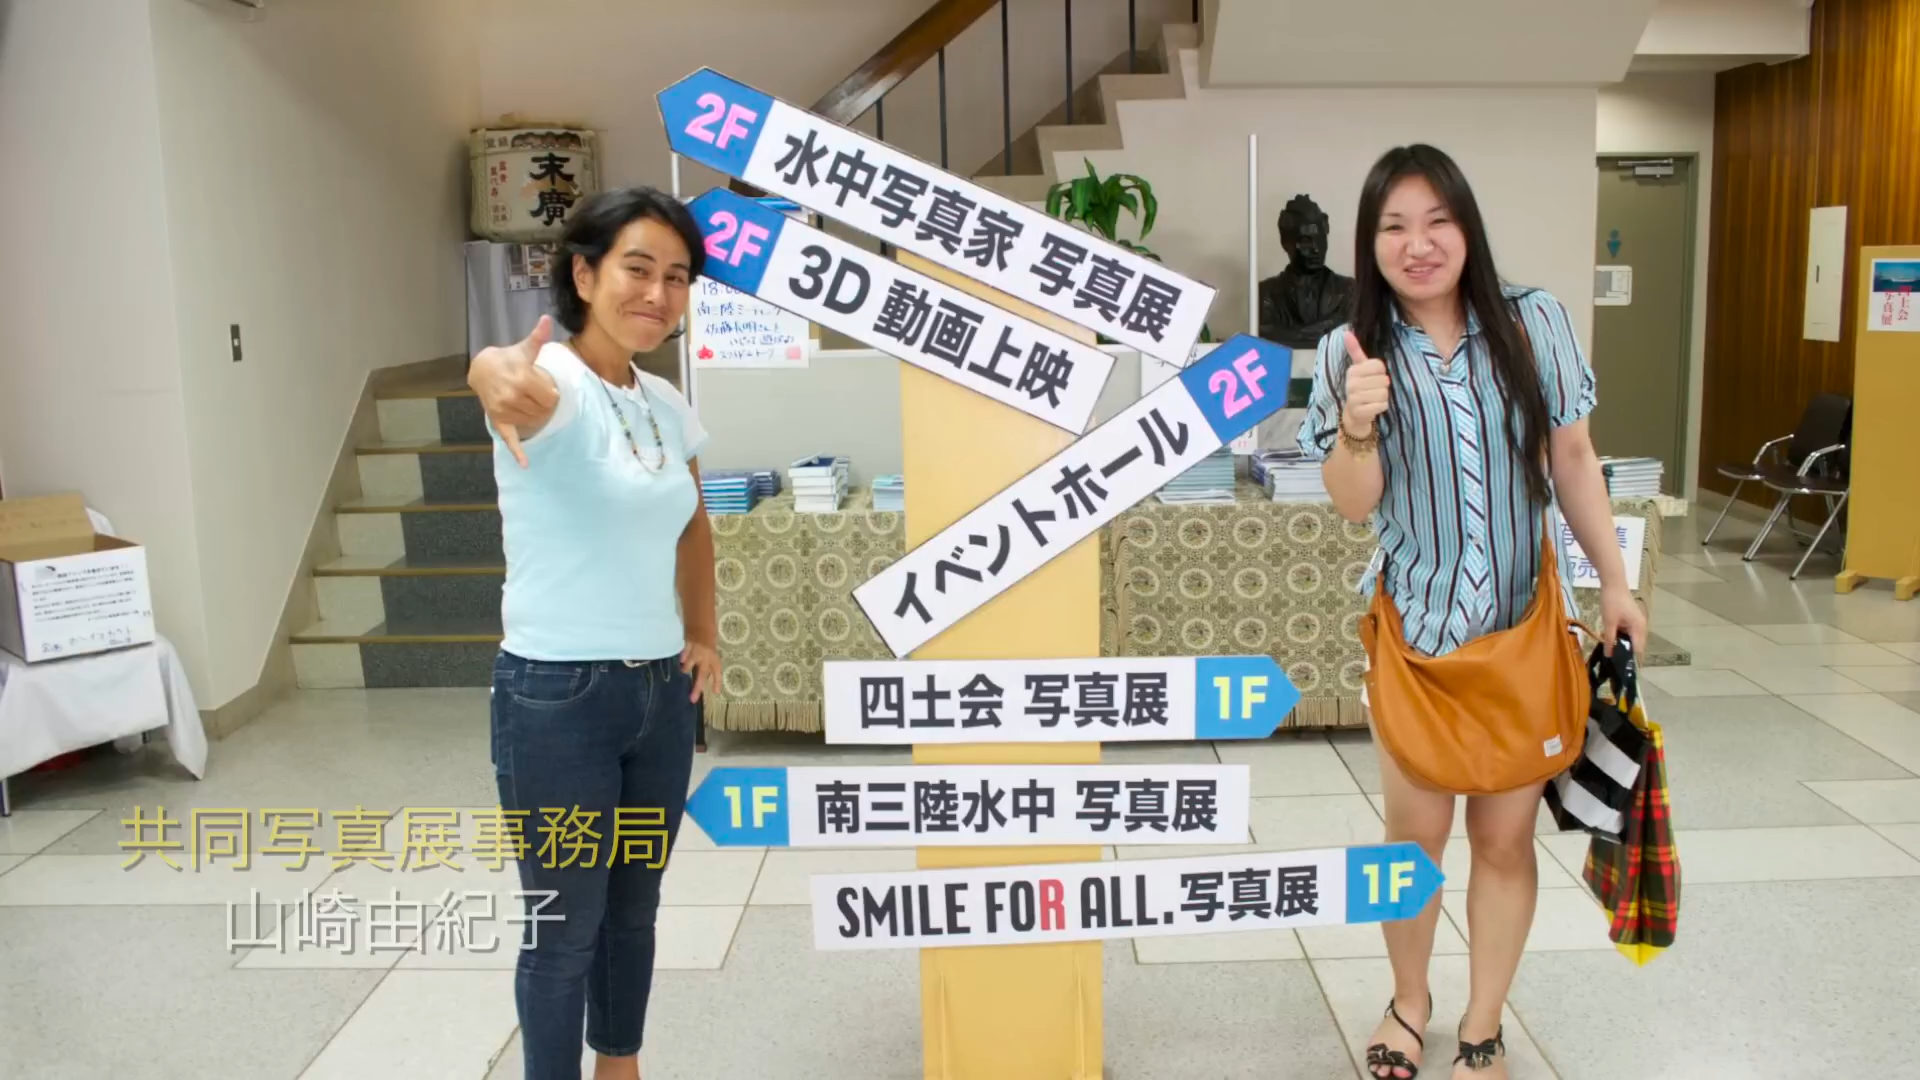 2F 水中写真家 写真展
末廣
2F 3D 動画上映
2F イベントホール
四土会 写真展 1F
1F 南三陸水中 写真展
SMILE FOR ALL.写真展 1F
共同写真展事務局
山崎由紀子